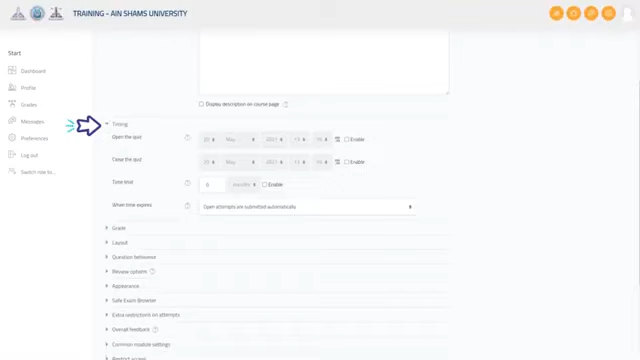 TRAINING - AIN SHAMS UNIVERSITY
Start
Dashboard
Profile
Grades
Messages
Preferences
Log out
Switch role to...
Display description on course page
Timing
Open the quiz
May 2021
Enable
Close the quiz
May 2021
Enable
Time limit
0
Enable
When time expires
Open attempts are submitted automatically
Grade
Layout
Question behaviour
Review options
Appearance
Safe Exam Browser
Extra restrictions on attempts
Overall feedback
Common module settings
Restrict access